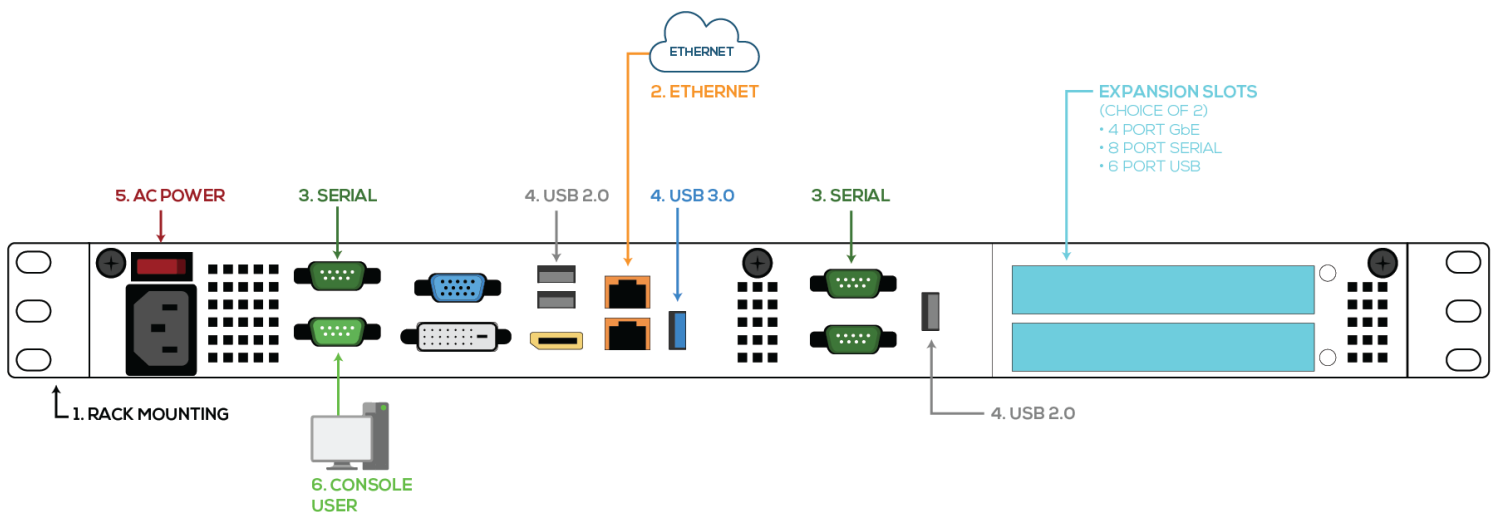 ETHERNET
2. ETHERNET
EXPANSION SLOTS
(CHOICE OF 2)
• 4 PORT GbE
• 8 PORT SERIAL
• 6 PORT USB
5. AC POWER
3. SERIAL
4. USB 2.0
4. USB 3.0
3. SERIAL
1. RACK MOUNTING
4. USB 2.0
6. CONSOLE
USER